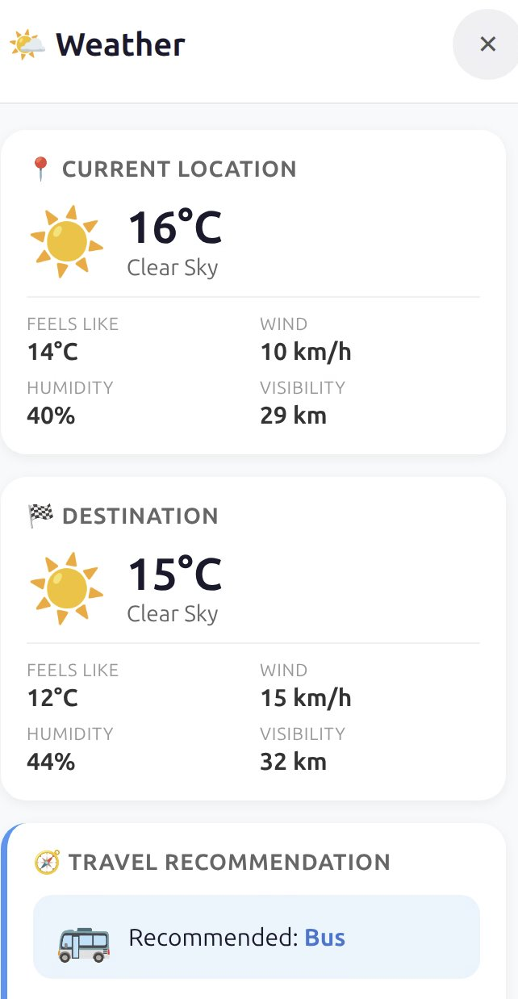 Weather
CURRENT LOCATION
16°C
Clear Sky
FEELS LIKE WIND
14°C 10 km/h
HUMIDITY VISIBILITY
40% 29 km
DESTINATION
15°C
Clear Sky
FEELS LIKE WIND
12°C 15 km/h
HUMIDITY VISIBILITY
44% 32 km
TRAVEL RECOMMENDATION
Recommended: Bus